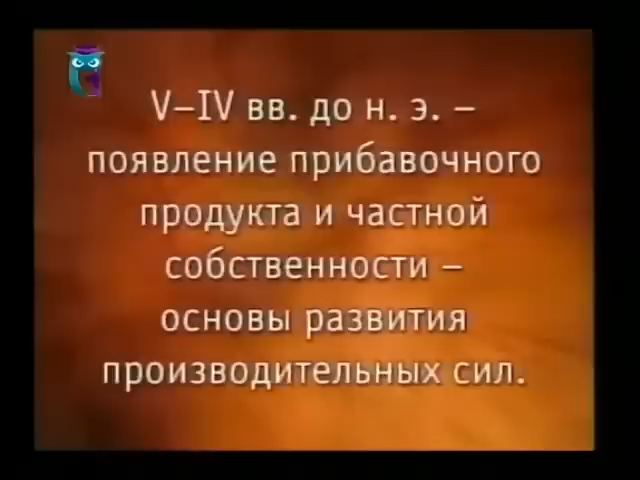 V–IV вв. до н. э. –
появление прибавочного
продукта и частной
собственности –
основы развития
производительных сил.